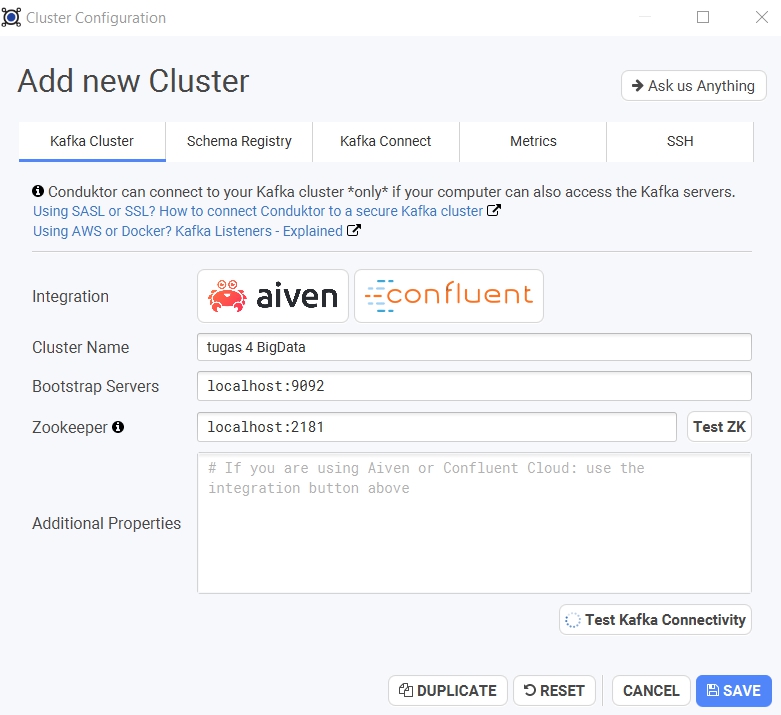 Cluster Configuration
Add new Cluster
Ask us Anything
Kafka Cluster
Schema Registry
Kafka Connect
Metrics
SSH
Conduktor can connect to your Kafka cluster *only* if your computer can also access the Kafka servers.
Using SASL or SSL? How to connect Conduktor to a secure Kafka cluster
Using AWS or Docker? Kafka Listeners - Explained
Integration
aiven
confluent
Cluster Name
tugas 4 BigData
Bootstrap Servers
localhost:9092
Zookeeper
localhost:2181
Test ZK
Additional Properties
# If you are using Aiven or Confluent Cloud: use the
integration button above
Test Kafka Connectivity
DUPLICATE
RESET
CANCEL
SAVE